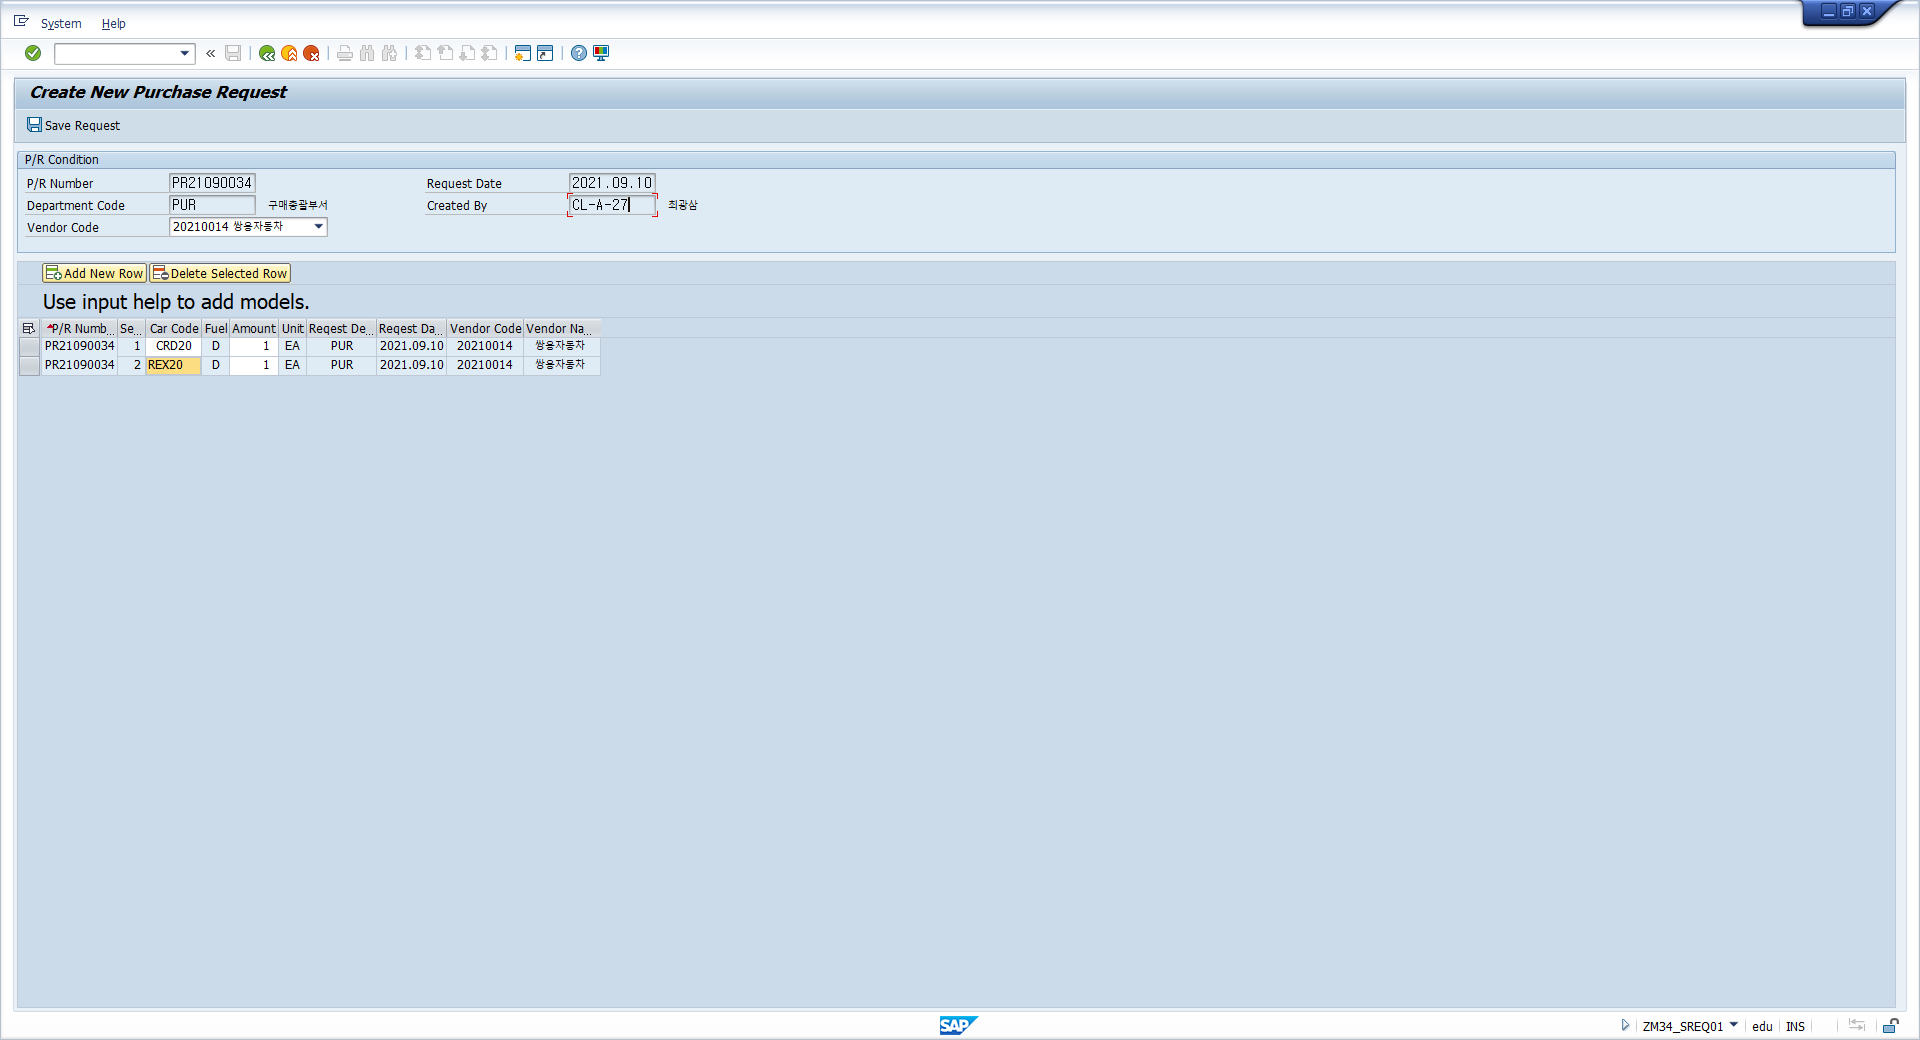 System Help
Create New Purchase Request
Save Request
P/R Condition
P/R Number PR21090034 Request Date 2021.09.10
Department Code PUR 구매총괄부서 Created By CL-A-27 최광삼
Vendor Code 20210014 쌍용자동차
Add New Row Delete Selected Row
Use input help to add models.
P/R Numb... Se... Car Code Fuel Amount Unit Reqest De... Reqest Da... Vendor Code Vendor Na...
PR21090034 1 CRD20 D 1 EA PUR 2021.09.10 20210014 쌍용자동차
PR21090034 2 REX20 D 1 EA PUR 2021.09.10 20210014 쌍용자동차
SAP ZM34_SREQ01 edu INS